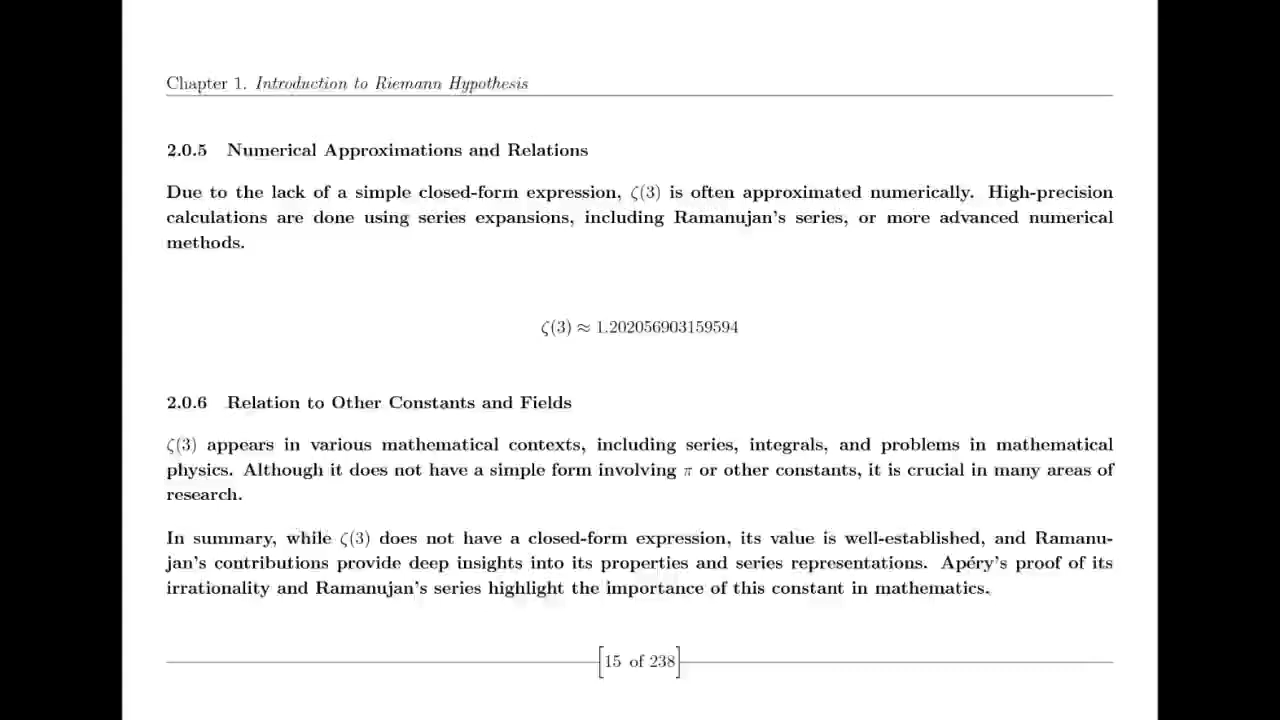 Chapter 1. Introduction to Riemann Hypothesis
2.0.5 Numerical Approximations and Relations
Due to the lack of a simple closed-form expression, ζ(3) is often approximated numerically. High-precision
calculations are done using series expansions, including Ramanujan's series, or more advanced numerical
methods.
ζ(3) ≈ 1.202056903159594
2.0.6 Relation to Other Constants and Fields
ζ(3) appears in various mathematical contexts, including series, integrals, and problems in mathematical
physics. Although it does not have a simple form involving π or other constants, it is crucial in many areas of
research.
In summary, while ζ(3) does not have a closed-form expression, its value is well-established, and Ramanu-
jan's contributions provide deep insights into its properties and series representations. Apéry's proof of its
irrationality and Ramanujan's series highlight the importance of this constant in mathematics.
[15 of 238]